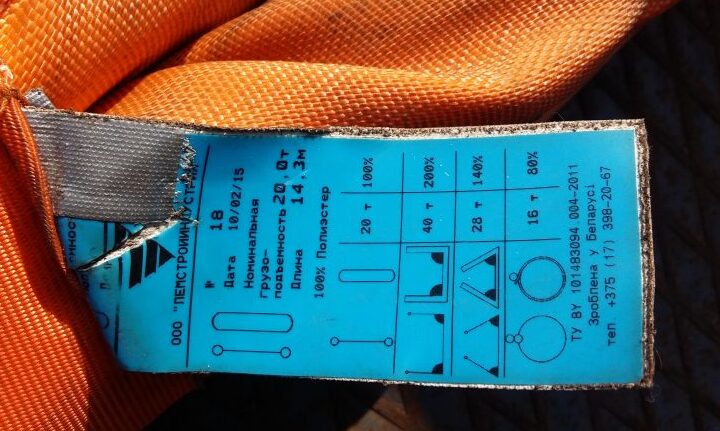 ООО "ПЕМСТРОЙИНДУСТРИЯ"
№ 18
Дата 10/02/15
Номинальная
грузо-
подъемность 20,0т
Длина 14,3м
100% Полиэстер
20 т 100%
40 т 200%
28 т 140%
16 т 80%
ТУ BY 101483094 004-2011
Зроблена у Беларусі
тел +375 (17) 398-20-67